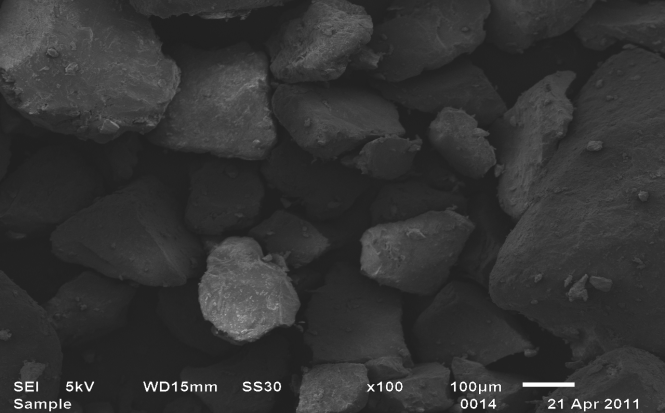 SEI 5kV WD15mm SS30 x100 100μm
Sample 0014 21 Apr 2011